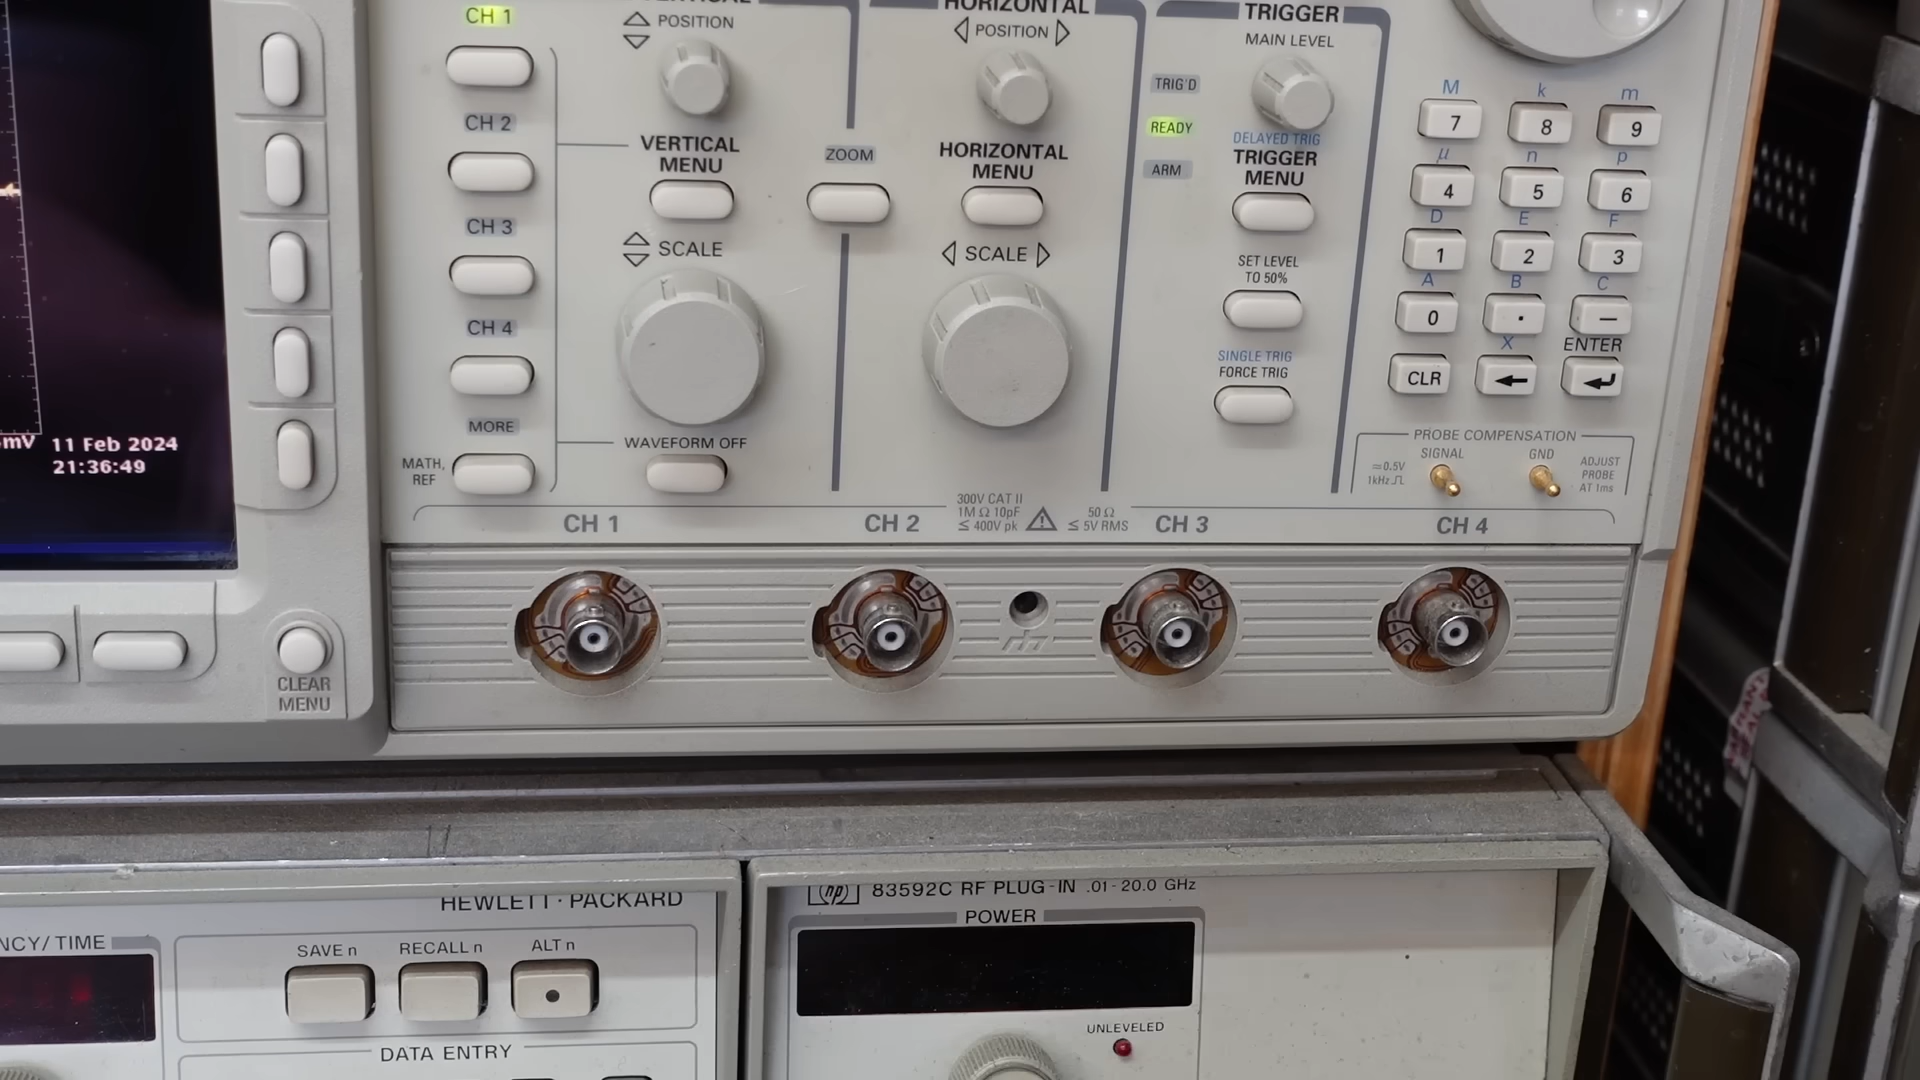 mV 11 Feb 2024
21:36:49
CLEAR
MENU
CH 1
CH 2
CH 3
CH 4
MORE
MATH,
REF
POSITION
VERTICAL
MENU
SCALE
WAVEFORM OFF
ZOOM
HORIZONTAL
POSITION
HORIZONTAL
MENU
SCALE
TRIGGER
MAIN LEVEL
TRIG'D
READY
ARM
DELAYED TRIG
TRIGGER
MENU
SET LEVEL
TO 50%
SINGLE TRIG
FORCE TRIG
M k m
7 8 9
µ n p
4 5 6
D E F
1 2 3
A B C
0 . —
X ENTER
CLR
PROBE COMPENSATION
SIGNAL GND
≈0.5V
1kHz
ADJUST
PROBE
AT 1ms
CH 1 CH 2 CH 3 CH 4
300V CAT II
1M Ω 10pF
≤ 400V pk
50 Ω
≤ 5V RMS
HEWLETT·PACKARD
NCY/TIME
SAVE n RECALL n ALT n
DATA ENTRY
hp 83592C RF PLUG-IN .01-20.0 GHz
POWER
UNLEVELED